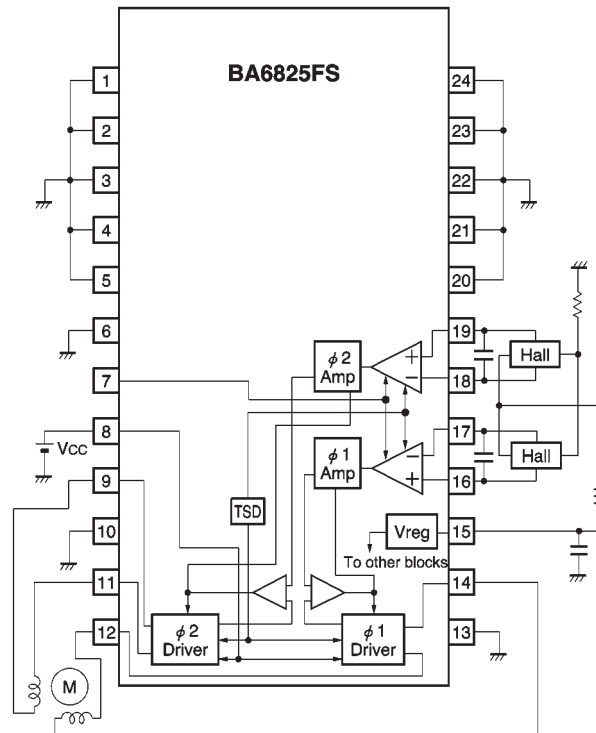 BA6825FS
1
24
2
23
3
22
4
21
5
20
6
19
φ2
Amp
+
−
Hall
7
18
8
Vcc
17
φ1
Amp
−
+
Hall
9
16
TSD
10
Vreg
15
To other blocks
11
14
12
φ2
Driver
φ1
Driver
13
M